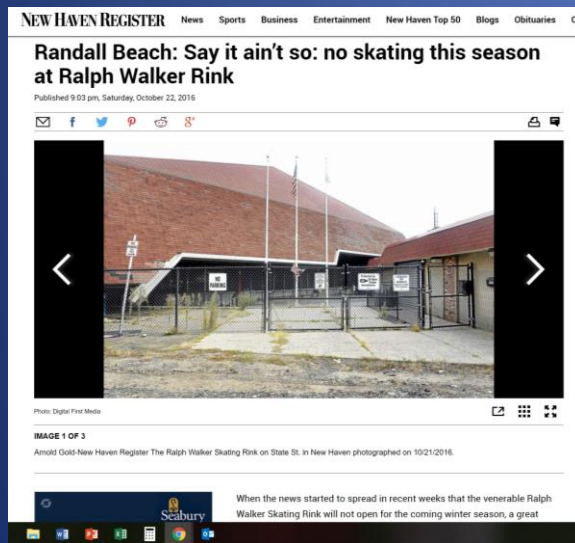 NEW HAVEN REGISTER News Sports Business Entertainment New Haven Top 50 Blogs Obituaries
Randall Beach: Say it ain't so: no skating this season
at Ralph Walker Rink
Published 9:03 pm, Saturday, October 22, 2016
NO
PARKING
Photo: Digital First Media
IMAGE 1 OF 3
Arnold Gold-New Haven Register The Ralph Walker Skating Rink on State St. in New Haven photographed on 10/21/2016.
Seabury
When the news started to spread in recent weeks that the venerable Ralph
Walker Skating Rink will not open for the coming winter season, a great